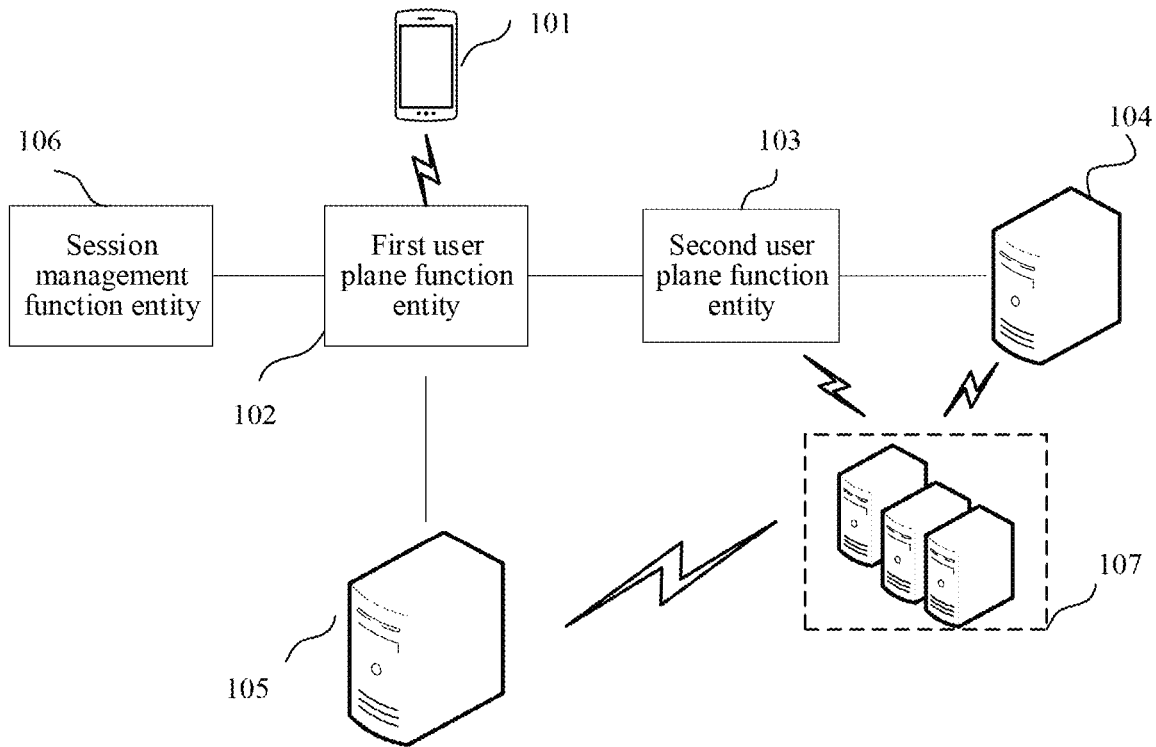 101
106
103
104
Session
management
function entity
First user
plane function
entity
Second user
plane function
entity
102
107
105